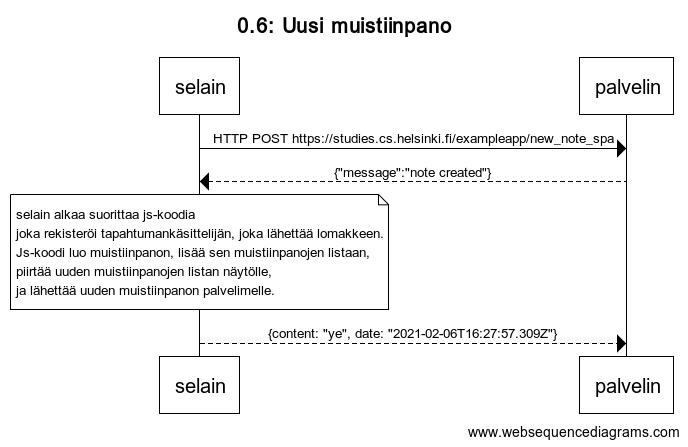 0.6: Uusi muistiinpano
selain
palvelin
HTTP POST https://studies.cs.helsinki.fi/exampleapp/new_note_spa
{"message":"note created"}
selain alkaa suorittaa js-koodia
joka rekisteröi tapahtumankäsittelijän, joka lähettää lomakkeen.
Js-koodi luo muistiinpanon, lisää sen muistiinpanojen listaan,
piirtää uuden muistiinpanojen listan näytölle,
ja lähettää uuden muistiinpanon palvelimelle.
{content: "ye", date: "2021-02-06T16:27:57.309Z"}
selain
palvelin
www.websequencediagrams.com